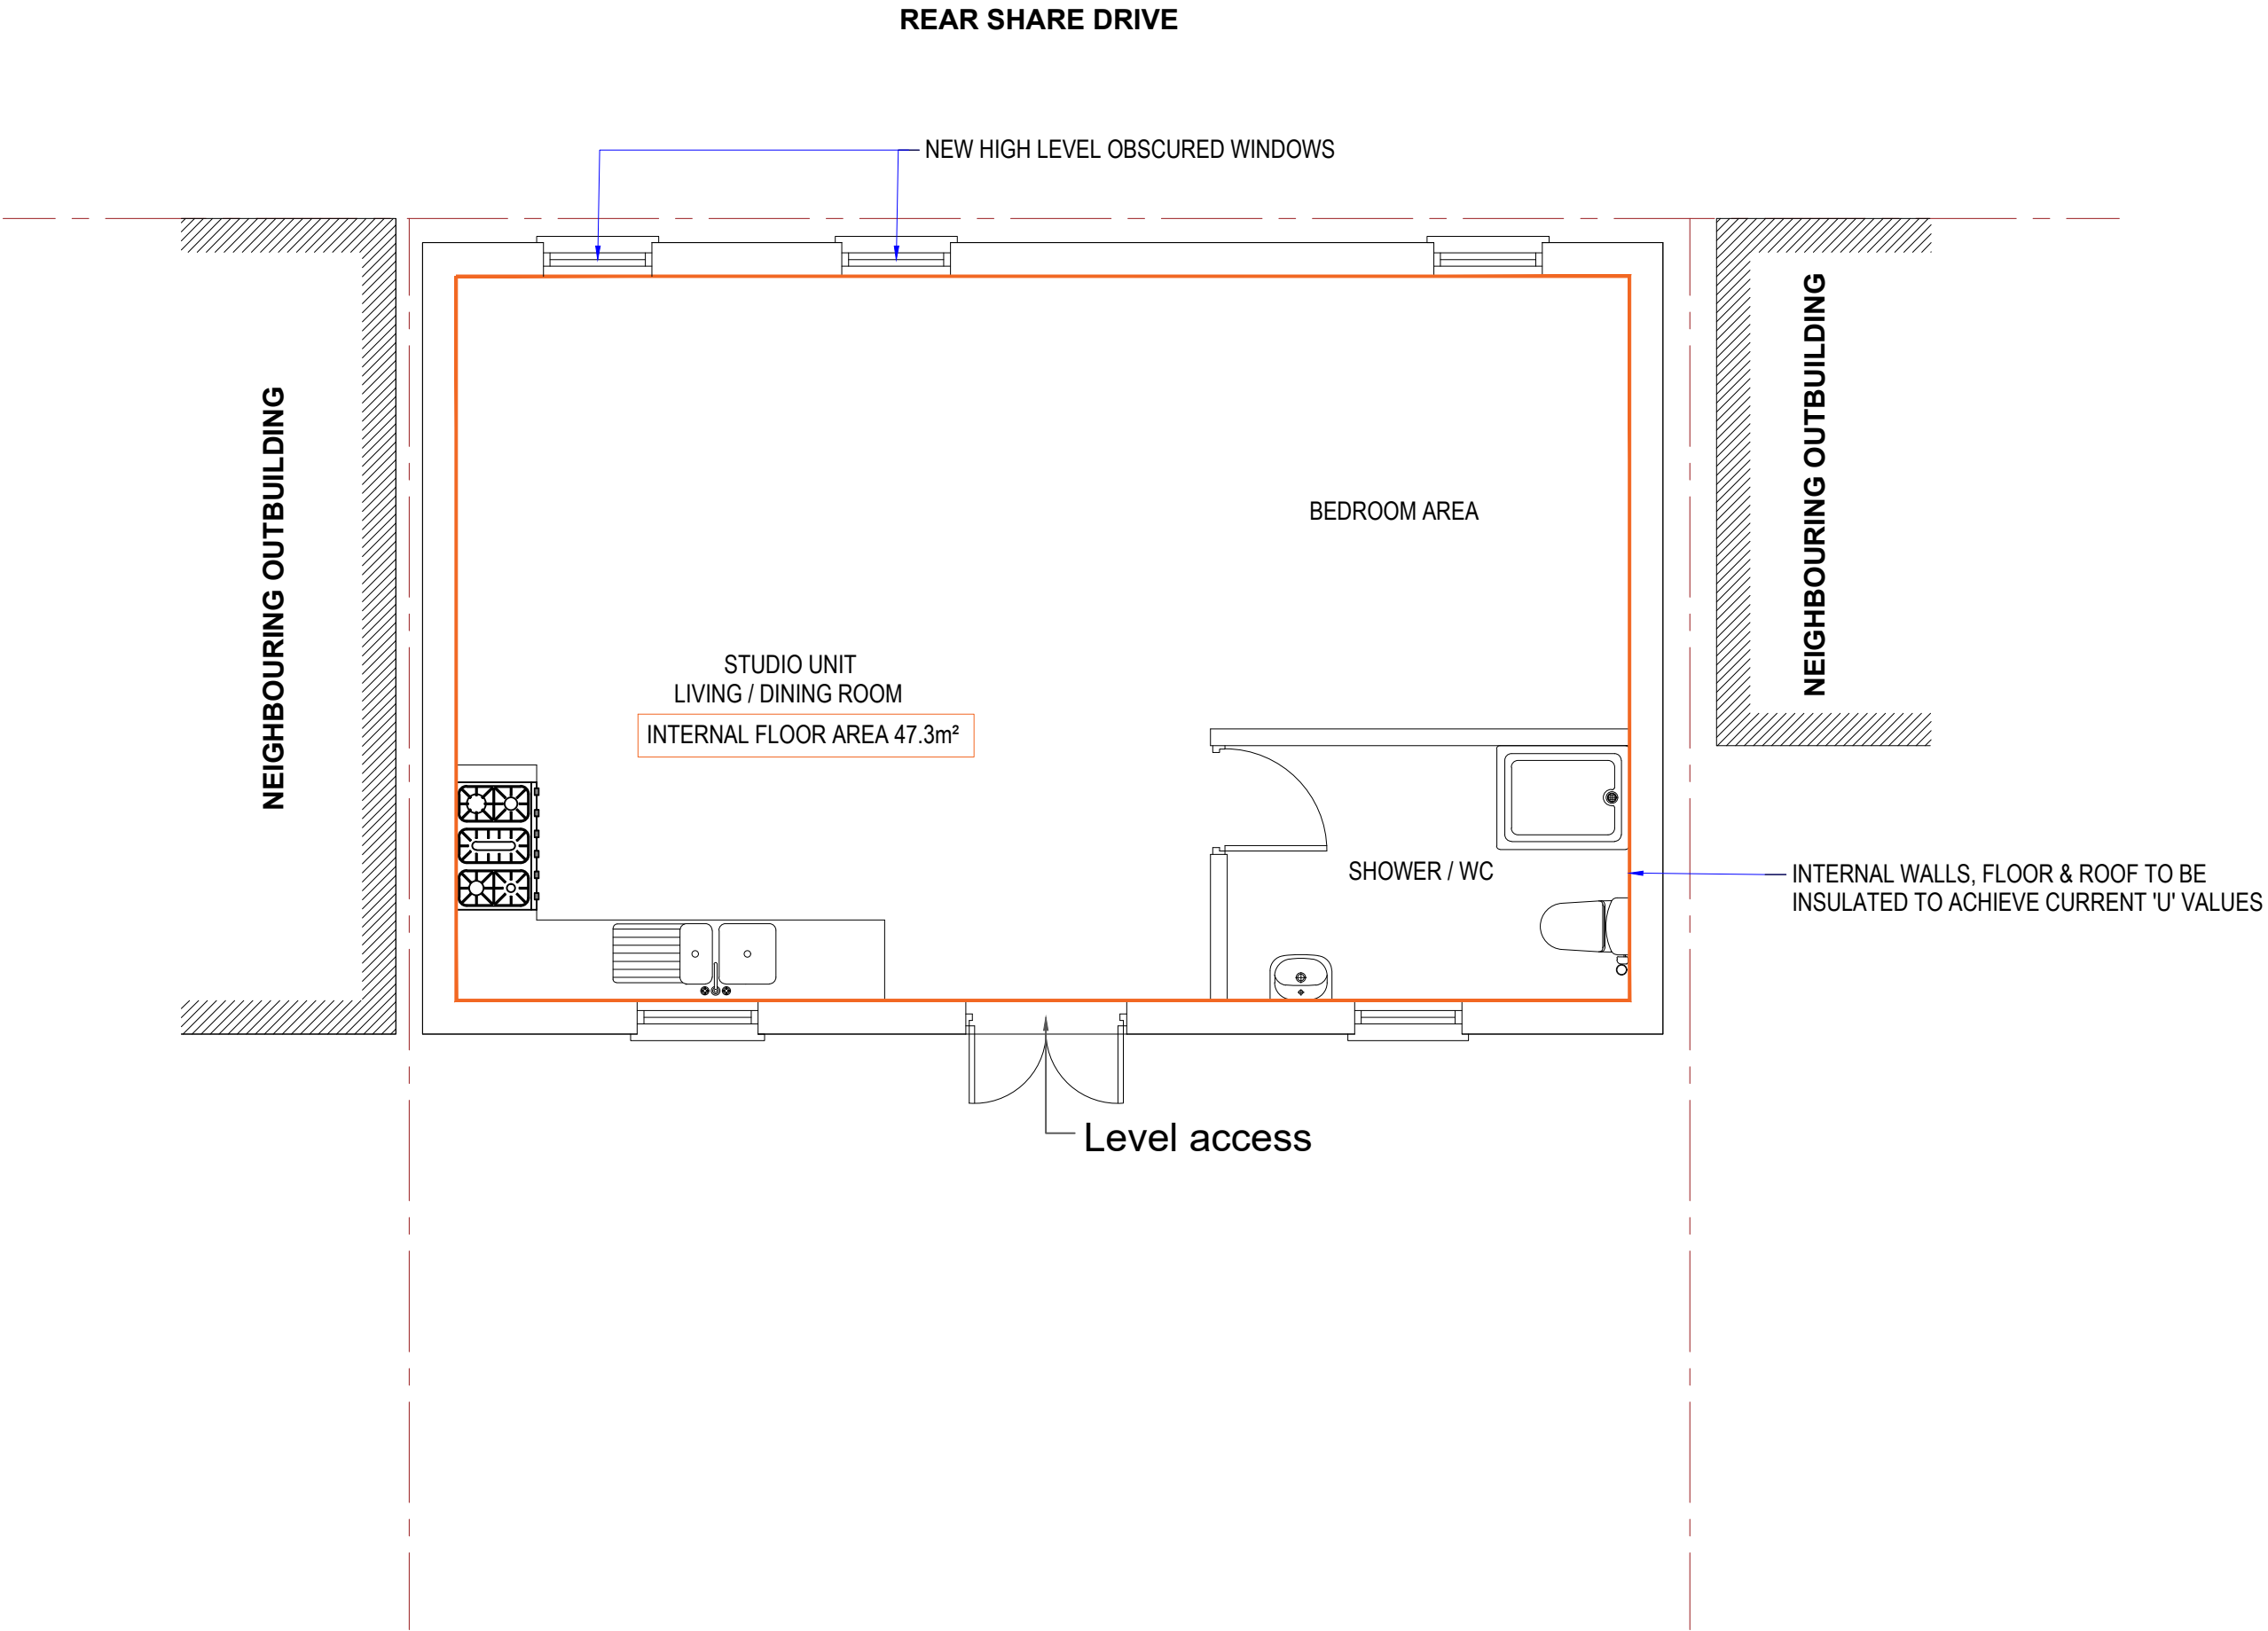 REAR SHARE DRIVE
NEW HIGH LEVEL OBSCURED WINDOWS
NEIGHBOURING OUTBUILDING
NEIGHBOURING OUTBUILDING
BEDROOM AREA
STUDIO UNIT
LIVING / DINING ROOM
INTERNAL FLOOR AREA 47.3m²
SHOWER / WC
INTERNAL WALLS, FLOOR & ROOF TO BE
INSULATED TO ACHIEVE CURRENT 'U' VALUES
Level access